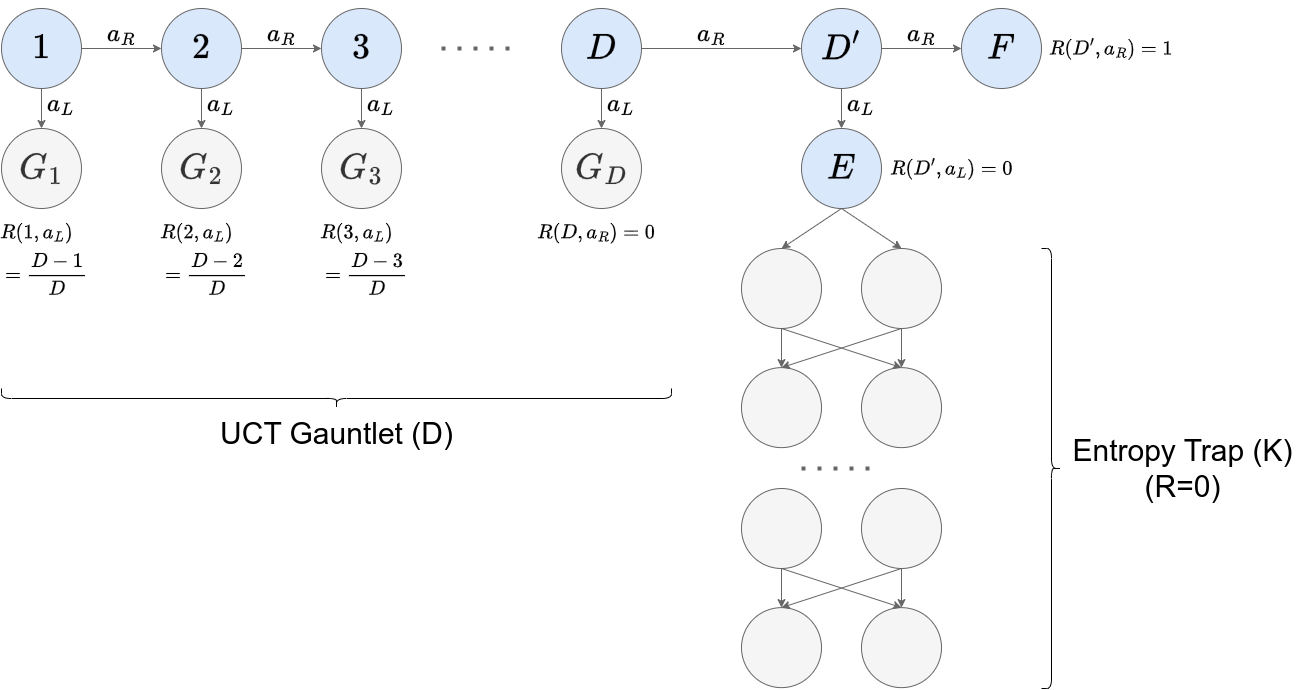 1 a_R 2 a_R 3 ..... D a_R D′ a_R F R(D′, a_R) = 1
a_L a_L a_L a_L a_L
G_1 G_2 G_3 G_D E R(D′, a_L) = 0
R(1, a_L) R(2, a_L) R(3, a_L) R(D, a_R) = 0
= \frac{D − 1}{D} = \frac{D − 2}{D} = \frac{D − 3}{D}
UCT Gauntlet (D)
Entropy Trap (K)
.....
(R=0)